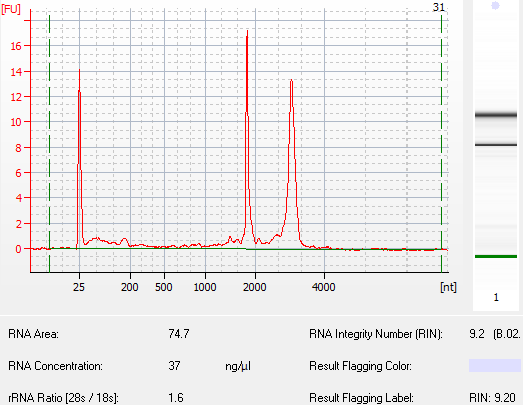 [FU]
31
16
14
12
10
8
6
4
2
0
25 200 500 1000 2000 4000 [nt]
1
RNA Area: 74.7 RNA Integrity Number (RIN): 9.2 (B.02.
RNA Concentration: 37 ng/µl Result Flagging Color:
rRNA Ratio [28s / 18s]: 1.6 Result Flagging Label: RIN: 9.20